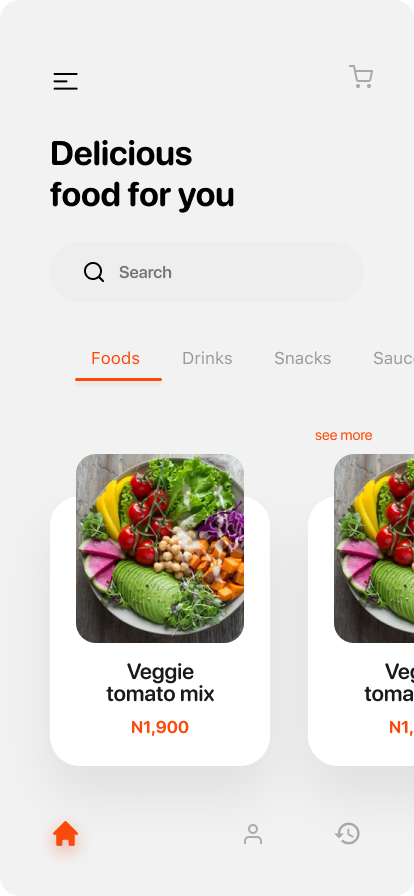 Delicious
food for you
Search
Foods Drinks Snacks Sauc
see more
Veggie
tomato mix
N1,900
Veg
toma
N1,